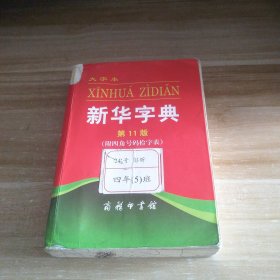 大字本
XĪNHUÁ ZÌDIǍN
新华字典
第11版
(附四角号码检字表)
四年(5)班
商务印书馆